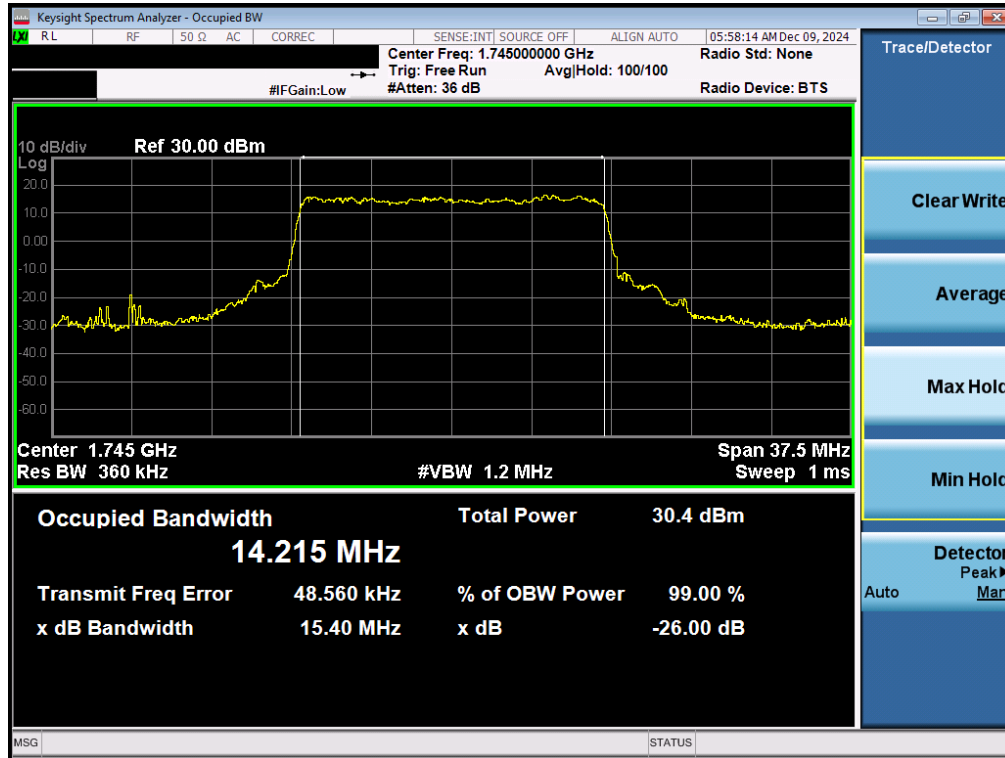 Keysight Spectrum Analyzer - Occupied BW
LXI RL RF 50 Ω AC CORREC SENSE:INT SOURCE OFF ALIGN AUTO 05:58:14 AM Dec 09, 2024
Center Freq: 1.745000000 GHz Radio Std: None
Trig: Free Run Avg|Hold: 100/100
#IFGain:Low #Atten: 36 dB Radio Device: BTS
Trace/Detector
10 dB/div Ref 30.00 dBm
Log
20.0
10.0
0.00
-10.0
-20.0
-30.0
-40.0
-50.0
-60.0
Center 1.745 GHz Span 37.5 MHz
Res BW 360 kHz #VBW 1.2 MHz Sweep 1 ms
Occupied Bandwidth Total Power 30.4 dBm
14.215 MHz
Transmit Freq Error 48.560 kHz % of OBW Power 99.00 %
x dB Bandwidth 15.40 MHz x dB -26.00 dB
Clear Write
Average
Max Hold
Min Hold
Detector
Peak
Auto Man
MSG STATUS